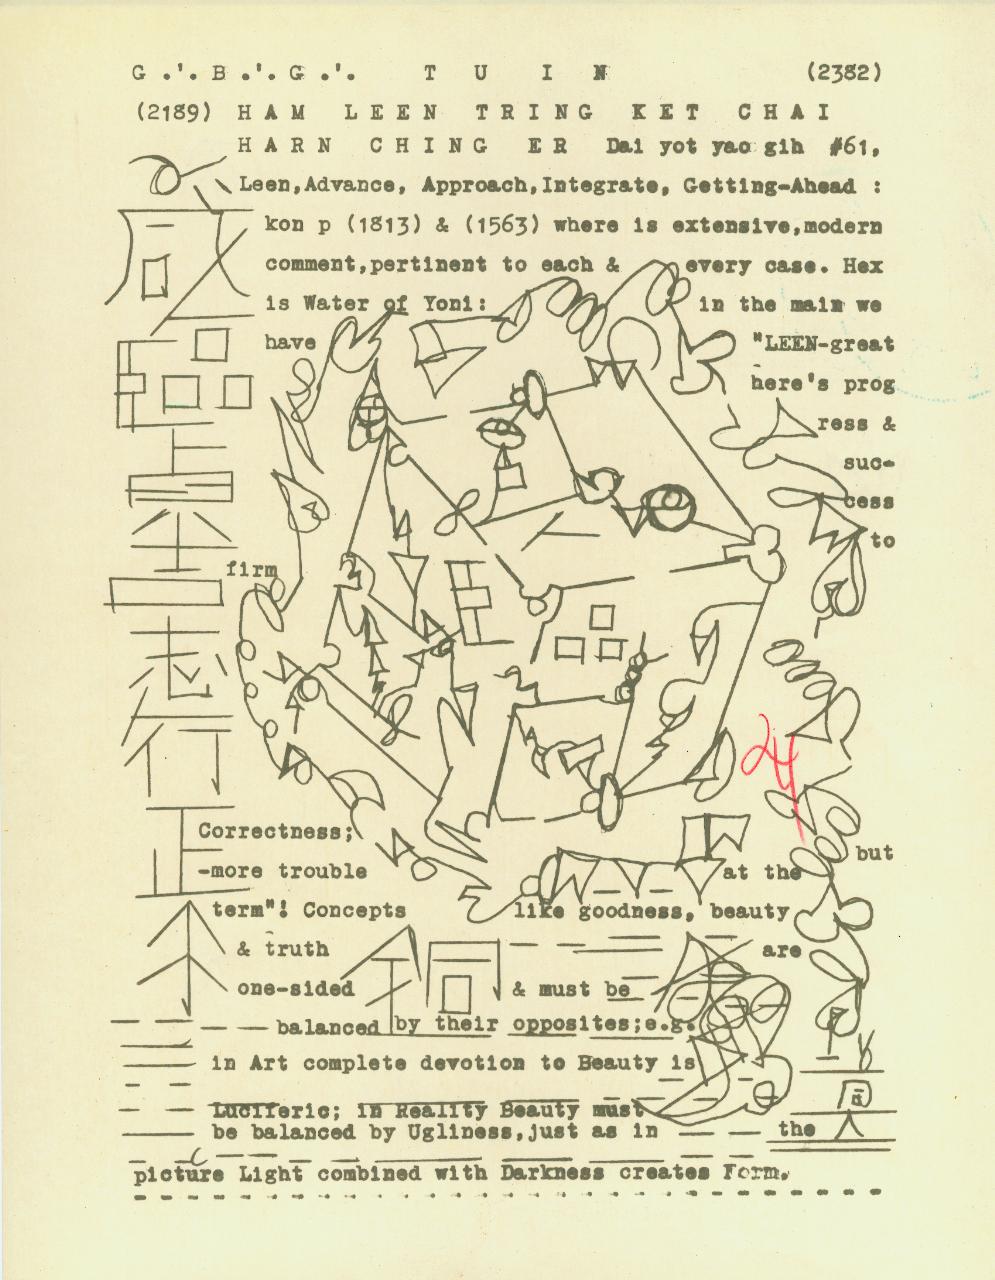 G .'. B .'. G .'. T U I N (2382)
(2189) H A M L E E N T R I N G K E T C H A I
H A R N C H I N G E R Dai yot yao gih #61,
Leen,Advance, Approach,Integrate, Getting-Ahead :
kon p (1813) & (1563) where is extensive,modern
comment,pertinent to each & every case. Hex
is Water of Yoni: in the main we
have "LEEN-great
here's prog
ress &
suc-
cess
to
firm
Correctness; but
-more trouble at the
term"! Concepts like goodness, beauty
& truth are
one-sided & must be
balanced by their opposites;e.g.
in Art complete devotion to Beauty is
Luciferic; in Reality Beauty must
be balanced by Ugliness,just as in the
picture Light combined with Darkness creates Form.
24